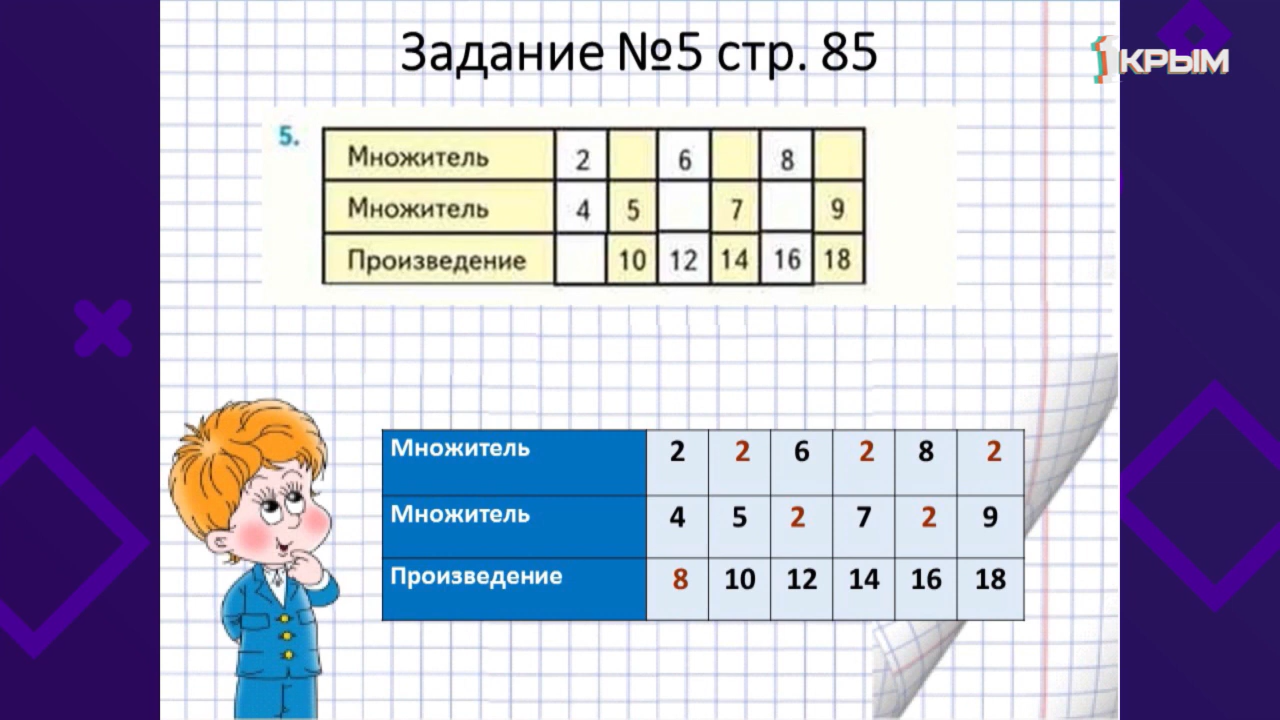 Задание №5 стр. 85
1 КРЫМ
5.
Множитель 2 6 8
Множитель 4 5 7 9
Произведение 10 12 14 16 18
Множитель 2 2 6 2 8 2
Множитель 4 5 2 7 2 9
Произведение 8 10 12 14 16 18